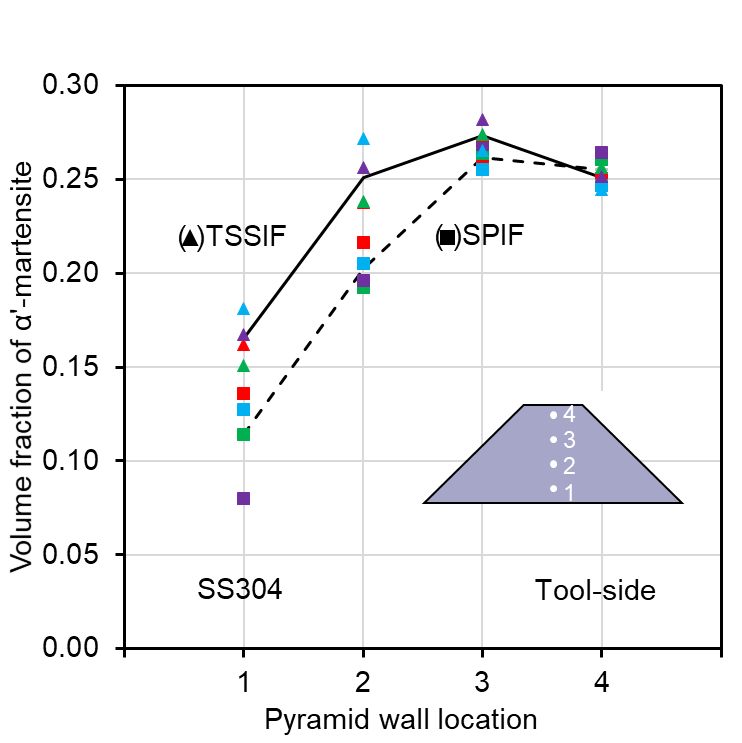 0.30
0.25
0.20
0.15
0.10
0.05
0.00
Volume fraction of α'-martensite
(▲)TSSIF
(■)SPIF
4
3
2
1
SS304
Tool-side
1 2 3 4
Pyramid wall location